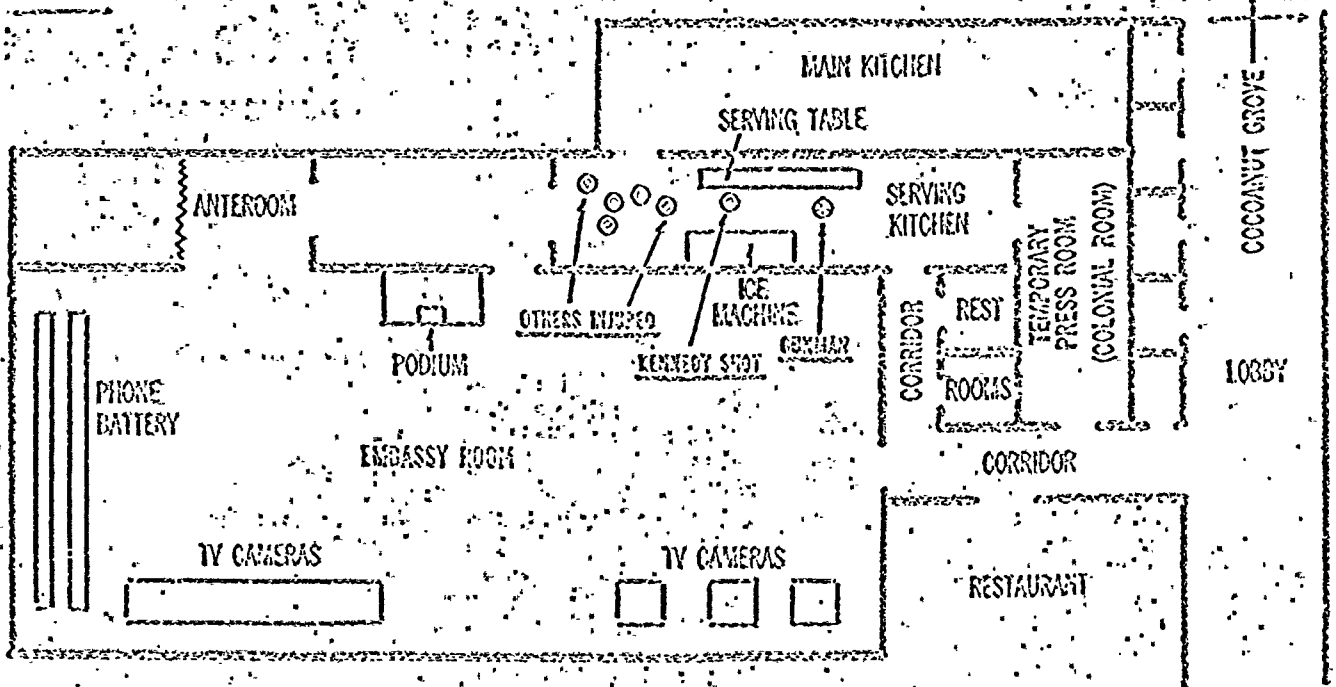 MAIN KITCHEN
SERVING TABLE
COCOANUT GROVE
ANTEROOM
SERVING
KITCHEN
TEMPORARY
PRESS ROOM
(COLONIAL ROOM)
OTHERS INJURED
ICE
MACHINE
KENNEDY SHOT
GUNMAN
PODIUM
CORRIDOR
REST
ROOMS
LOBBY
PHONE
BATTERY
EMBASSY ROOM
CORRIDOR
TV CAMERAS
TV CAMERAS
RESTAURANT